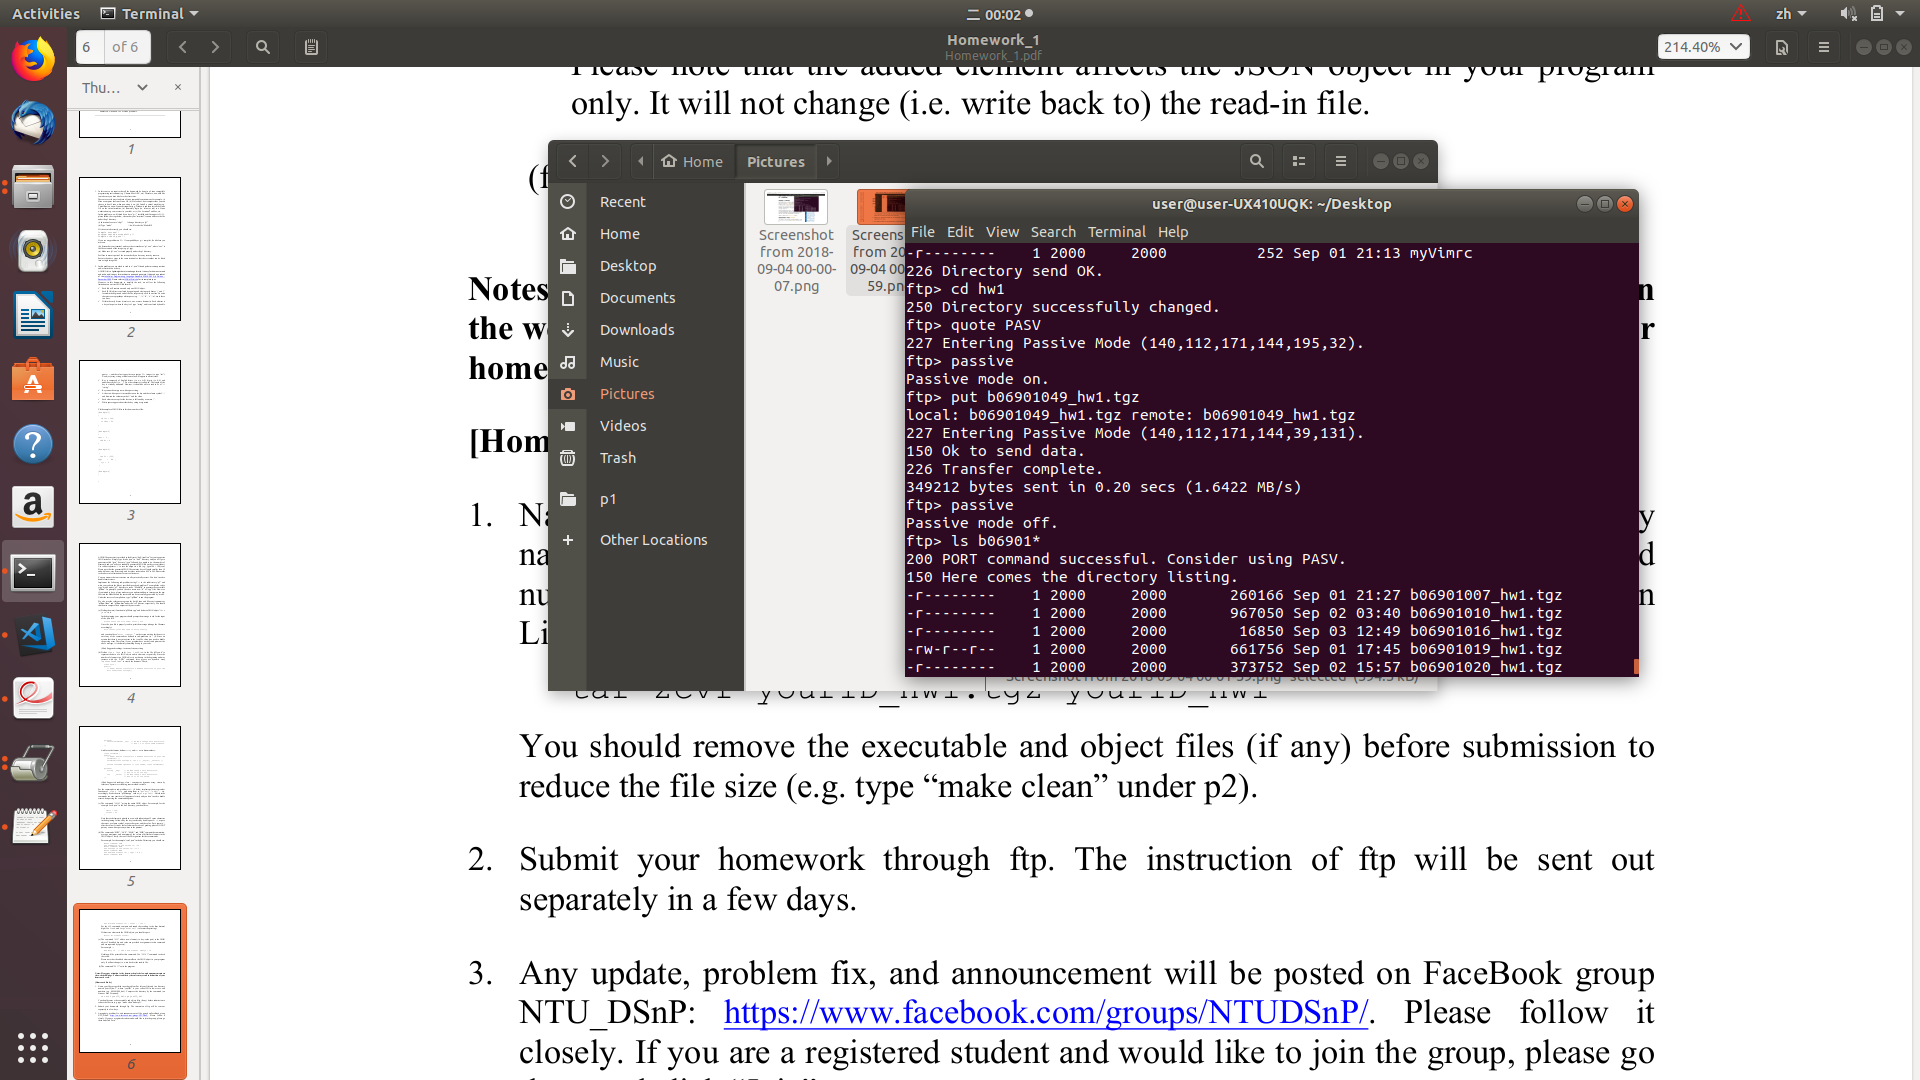 Activities
Terminal
二 00:02
zh
6 of 6
Homework_1
Homework_1.pdf
214.40%
Thu...
1
2
3
4
5
6
Please note that the added element affects the JSON object in your program
only. It will not change (i.e. write back to) the read-in file.
(f
Notes
the w
home
n
r
[Hom
1. Na
y
na
d
nu
n
Li
tar zcvf yourID_hw1.tgz yourID_hw1
You should remove the executable and object files (if any) before submission to
reduce the file size (e.g. type “make clean” under p2).
2. Submit your homework through ftp. The instruction of ftp will be sent out
separately in a few days.
3. Any update, problem fix, and announcement will be posted on FaceBook group
NTU_DSnP: https://www.facebook.com/groups/NTUDSnP/. Please follow it
closely. If you are a registered student and would like to join the group, please go
Home
Pictures
Recent
Home
Desktop
Documents
Downloads
Music
Pictures
Videos
Trash
p1
Other Locations
Screenshot
from 2018-
09-04 00-00-
07.png
Screens
from 20
09-04 00
59.pn
user@user-UX410UQK: ~/Desktop
File Edit View Search Terminal Help
-r-------- 1 2000 2000 252 Sep 01 21:13 myVimrc
226 Directory send OK.
ftp> cd hw1
250 Directory successfully changed.
ftp> quote PASV
227 Entering Passive Mode (140,112,171,144,195,32).
ftp> passive
Passive mode on.
ftp> put b06901049_hw1.tgz
local: b06901049_hw1.tgz remote: b06901049_hw1.tgz
227 Entering Passive Mode (140,112,171,144,39,131).
150 Ok to send data.
226 Transfer complete.
349212 bytes sent in 0.20 secs (1.6422 MB/s)
ftp> passive
Passive mode off.
ftp> ls b06901*
200 PORT command successful. Consider using PASV.
150 Here comes the directory listing.
-r-------- 1 2000 2000 260166 Sep 01 21:27 b06901007_hw1.tgz
-r-------- 1 2000 2000 967050 Sep 02 03:40 b06901010_hw1.tgz
-r-------- 1 2000 2000 16850 Sep 03 12:49 b06901016_hw1.tgz
-rw-r--r-- 1 2000 2000 661756 Sep 01 17:45 b06901019_hw1.tgz
-r-------- 1 2000 2000 373752 Sep 02 15:57 b06901020_hw1.tgz